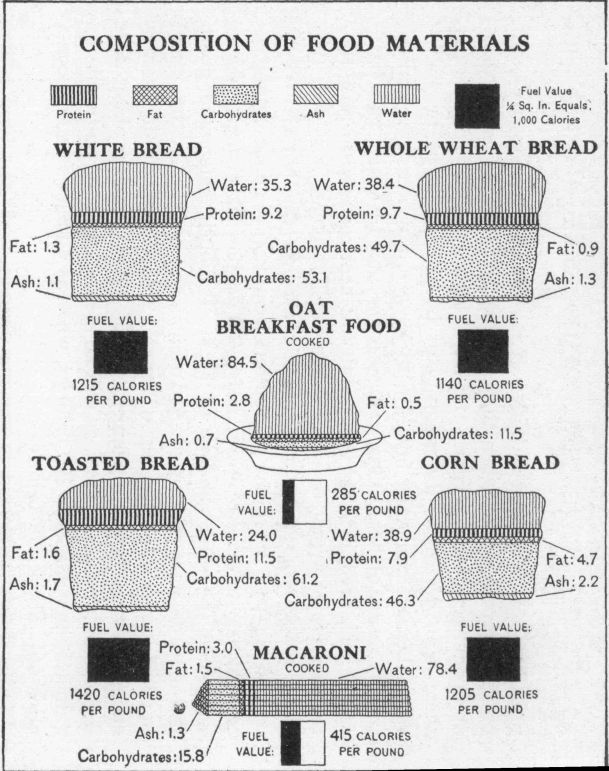 COMPOSITION OF FOOD MATERIALS
Protein
Fat
Carbohydrates
Ash
Water
Fuel Value
¼ Sq. In. Equals
1,000 Calories
WHITE BREAD
Water: 35.3
Protein: 9.2
Fat: 1.3
Ash: 1.1
Carbohydrates: 53.1
FUEL VALUE:
1215 CALORIES
PER POUND
WHOLE WHEAT BREAD
Water: 38.4
Protein: 9.7
Carbohydrates: 49.7
Fat: 0.9
Ash: 1.3
FUEL VALUE:
1140 CALORIES
PER POUND
OAT
BREAKFAST FOOD
COOKED
Water: 84.5
Protein: 2.8
Fat: 0.5
Ash: 0.7
Carbohydrates: 11.5
FUEL
VALUE:
285 CALORIES
PER POUND
TOASTED BREAD
Water: 24.0
Protein: 11.5
Fat: 1.6
Ash: 1.7
Carbohydrates: 61.2
FUEL VALUE:
1420 CALORIES
PER POUND
CORN BREAD
Water: 38.9
Protein: 7.9
Fat: 4.7
Ash: 2.2
Carbohydrates: 46.3
FUEL VALUE:
1205 CALORIES
PER POUND
MACARONI
COOKED
Protein: 3.0
Fat: 1.5
Water: 78.4
Ash: 1.3
Carbohydrates: 15.8
FUEL
VALUE:
415 CALORIES
PER POUND